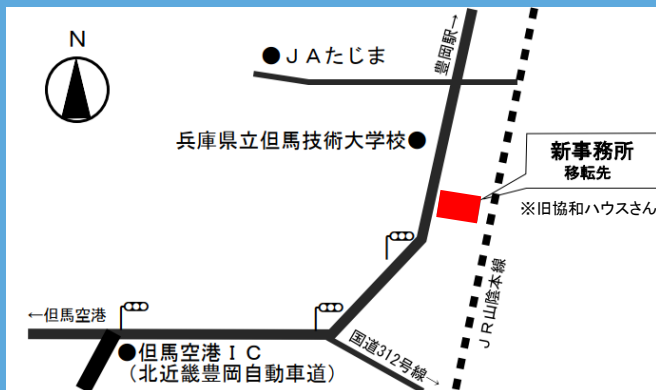 N
●ＪＡたじま
豊岡駅→
兵庫県立但馬技術大学校●
新事務所
移転先
※旧協和ハウスさん
ＪＲ山陰本線
←但馬空港
国道312号線→
●但馬空港ＩＣ
（北近畿豊岡自動車道）